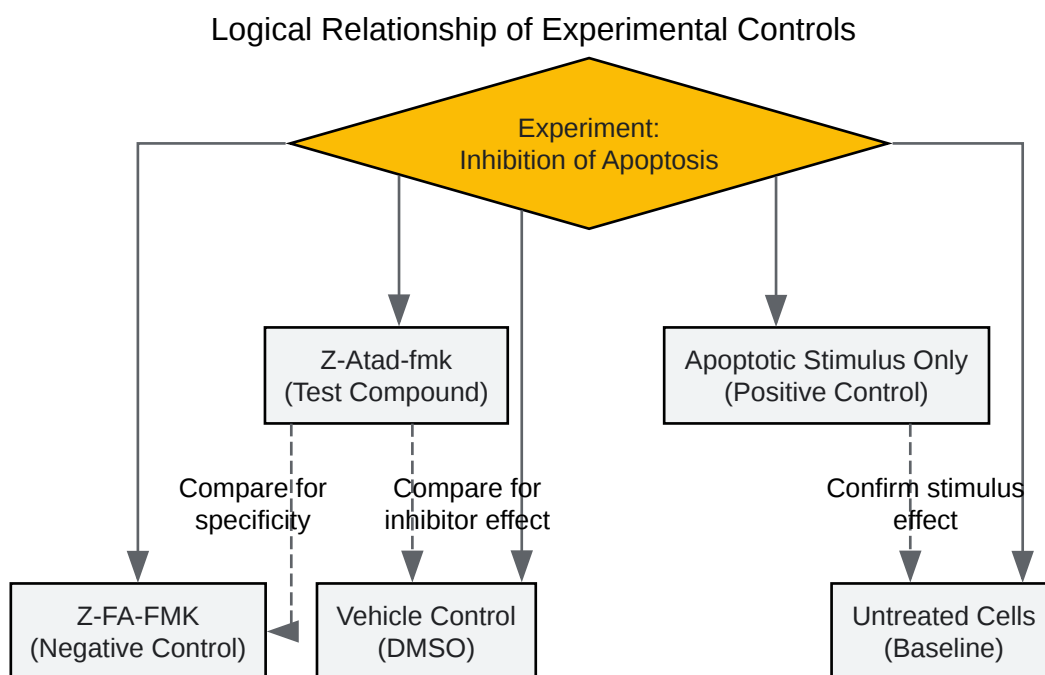 Logical Relationship of Experimental Controls
Experiment:
Inhibition of Apoptosis
Z-Atad-fmk
(Test Compound)
Apoptotic Stimulus Only
(Positive Control)
Compare for
specificity
Compare for
inhibitor effect
Confirm stimulus
effect
Z-FA-FMK
(Negative Control)
Vehicle Control
(DMSO)
Untreated Cells
(Baseline)